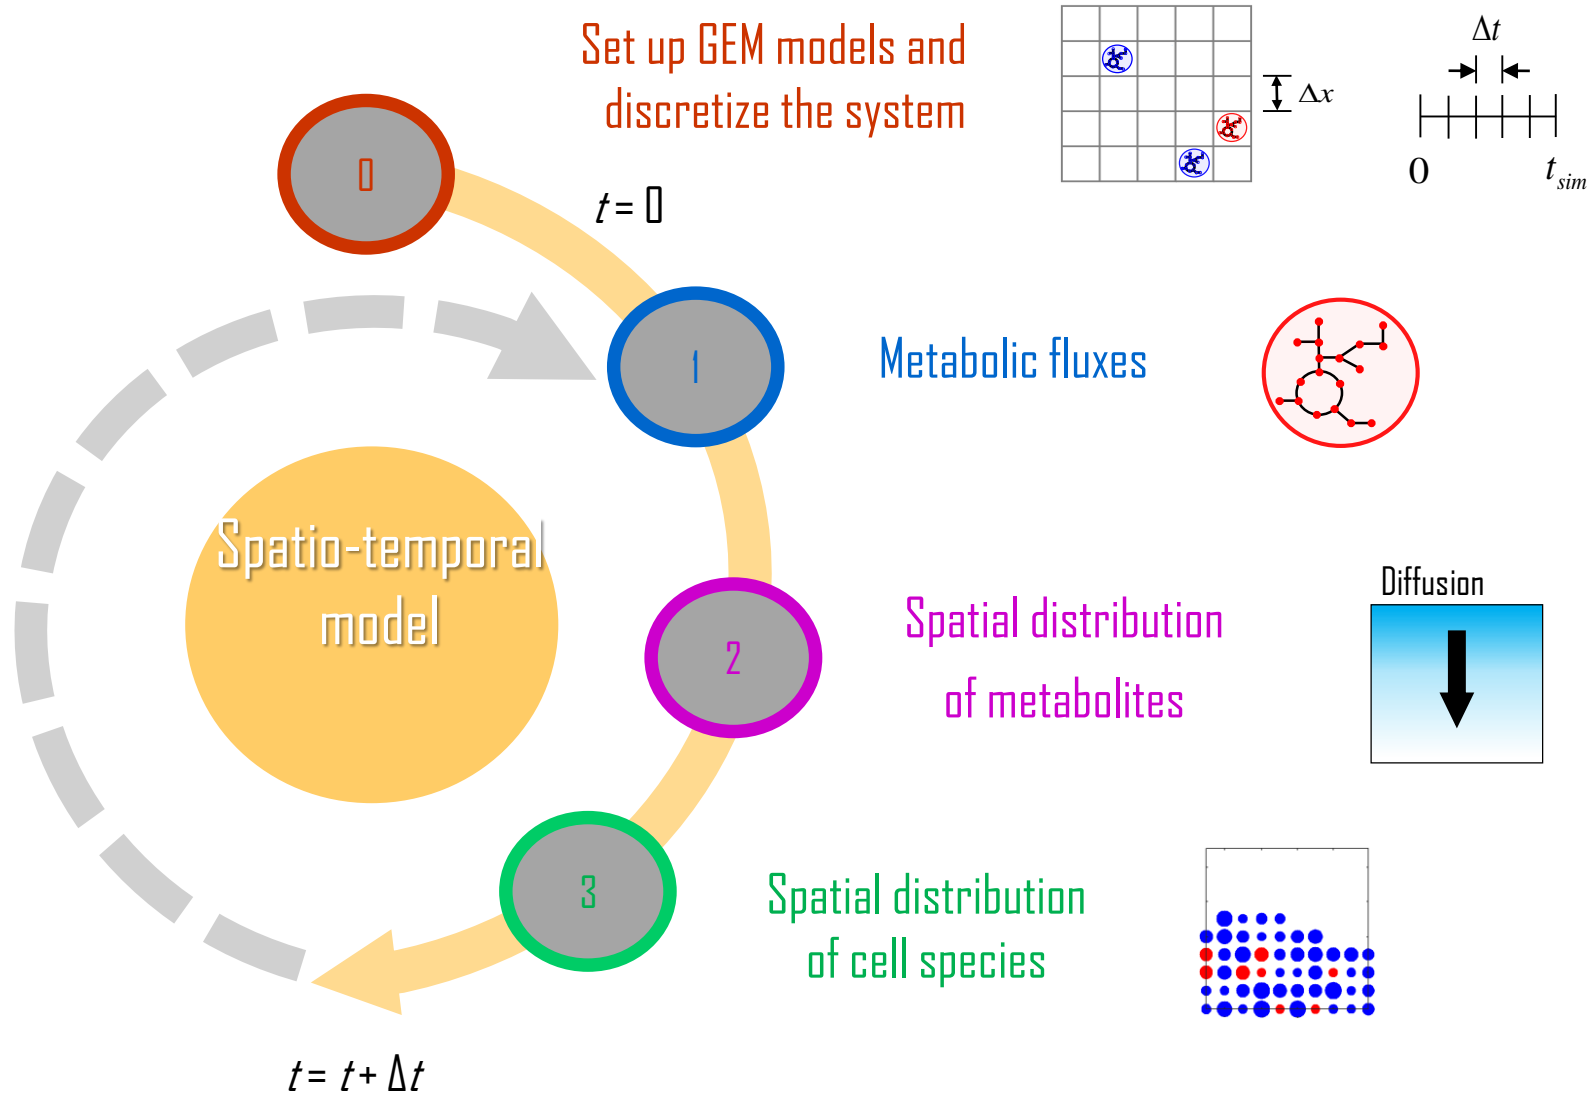 Set up GEM models and
discretize the system
Δt
Δx
0
t_sim
0
t = 0
1
Metabolic fluxes
Spatio-temporal
model
2
Spatial distribution
of metabolites
Diffusion
3
Spatial distribution
of cell species
t = t + Δt